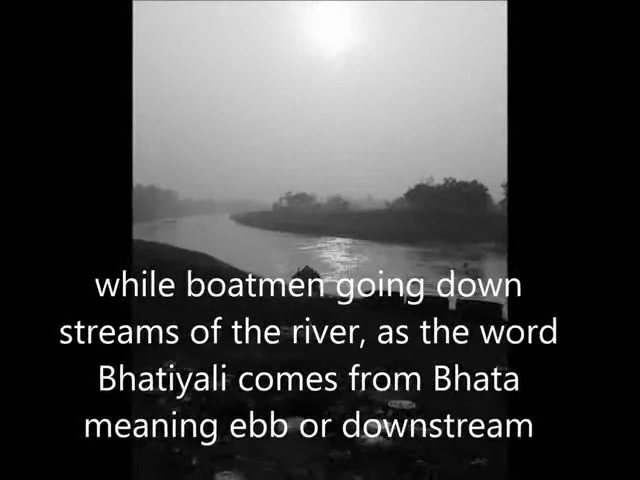 while boatmen going down
streams of the river, as the word
Bhatiyali comes from Bhata
meaning ebb or downstream